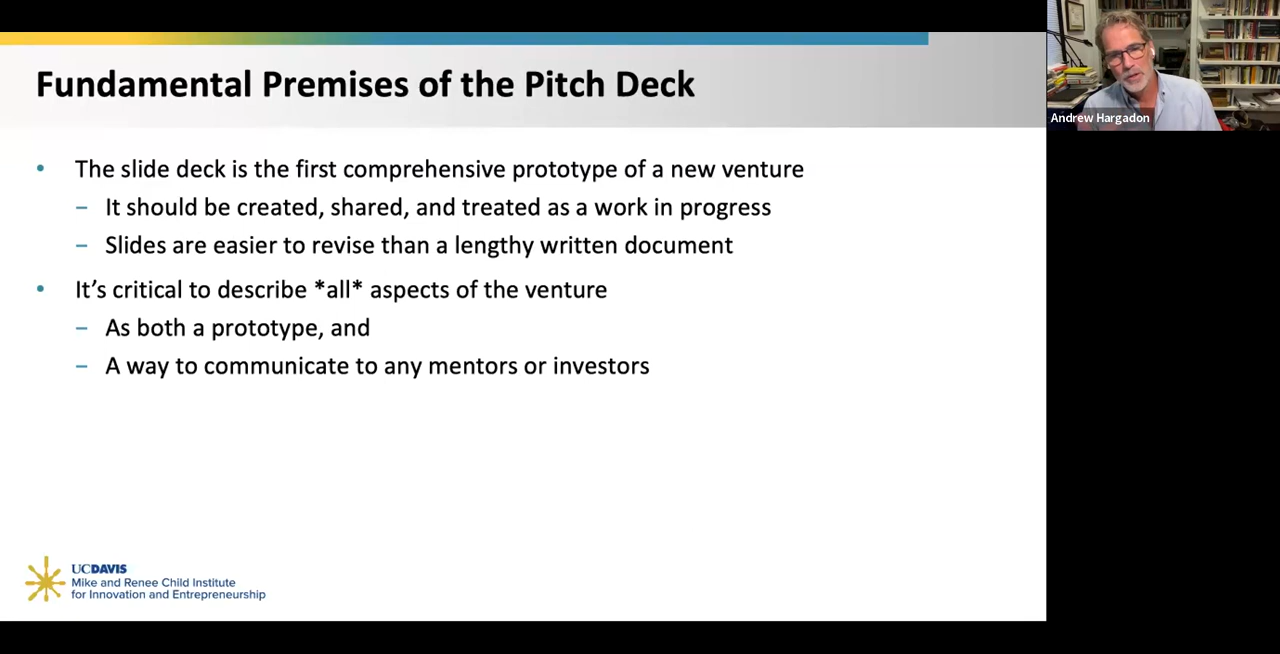 Fundamental Premises of the Pitch Deck
• The slide deck is the first comprehensive prototype of a new venture
– It should be created, shared, and treated as a work in progress
– Slides are easier to revise than a lengthy written document
• It’s critical to describe *all* aspects of the venture
– As both a prototype, and
– A way to communicate to any mentors or investors
UCDAVIS
Mike and Renee Child Institute
for Innovation and Entrepreneurship
Andrew Hargadon